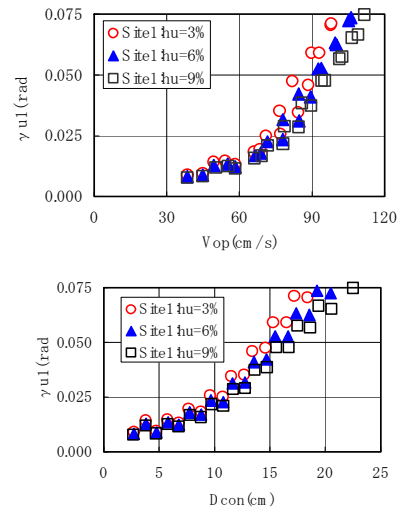 0.075
0.050
0.025
0.000
γul(rad
Site1:hu=3%
Site1:hu=6%
Site1:hu=9%
0 30 60 90 120
Vop(cm/s)
0.075
0.050
0.025
0.000
γul(rad
Site1:hu=3%
Site1:hu=6%
Site1:hu=9%
0 5 10 15 20 25
Dcon(cm)